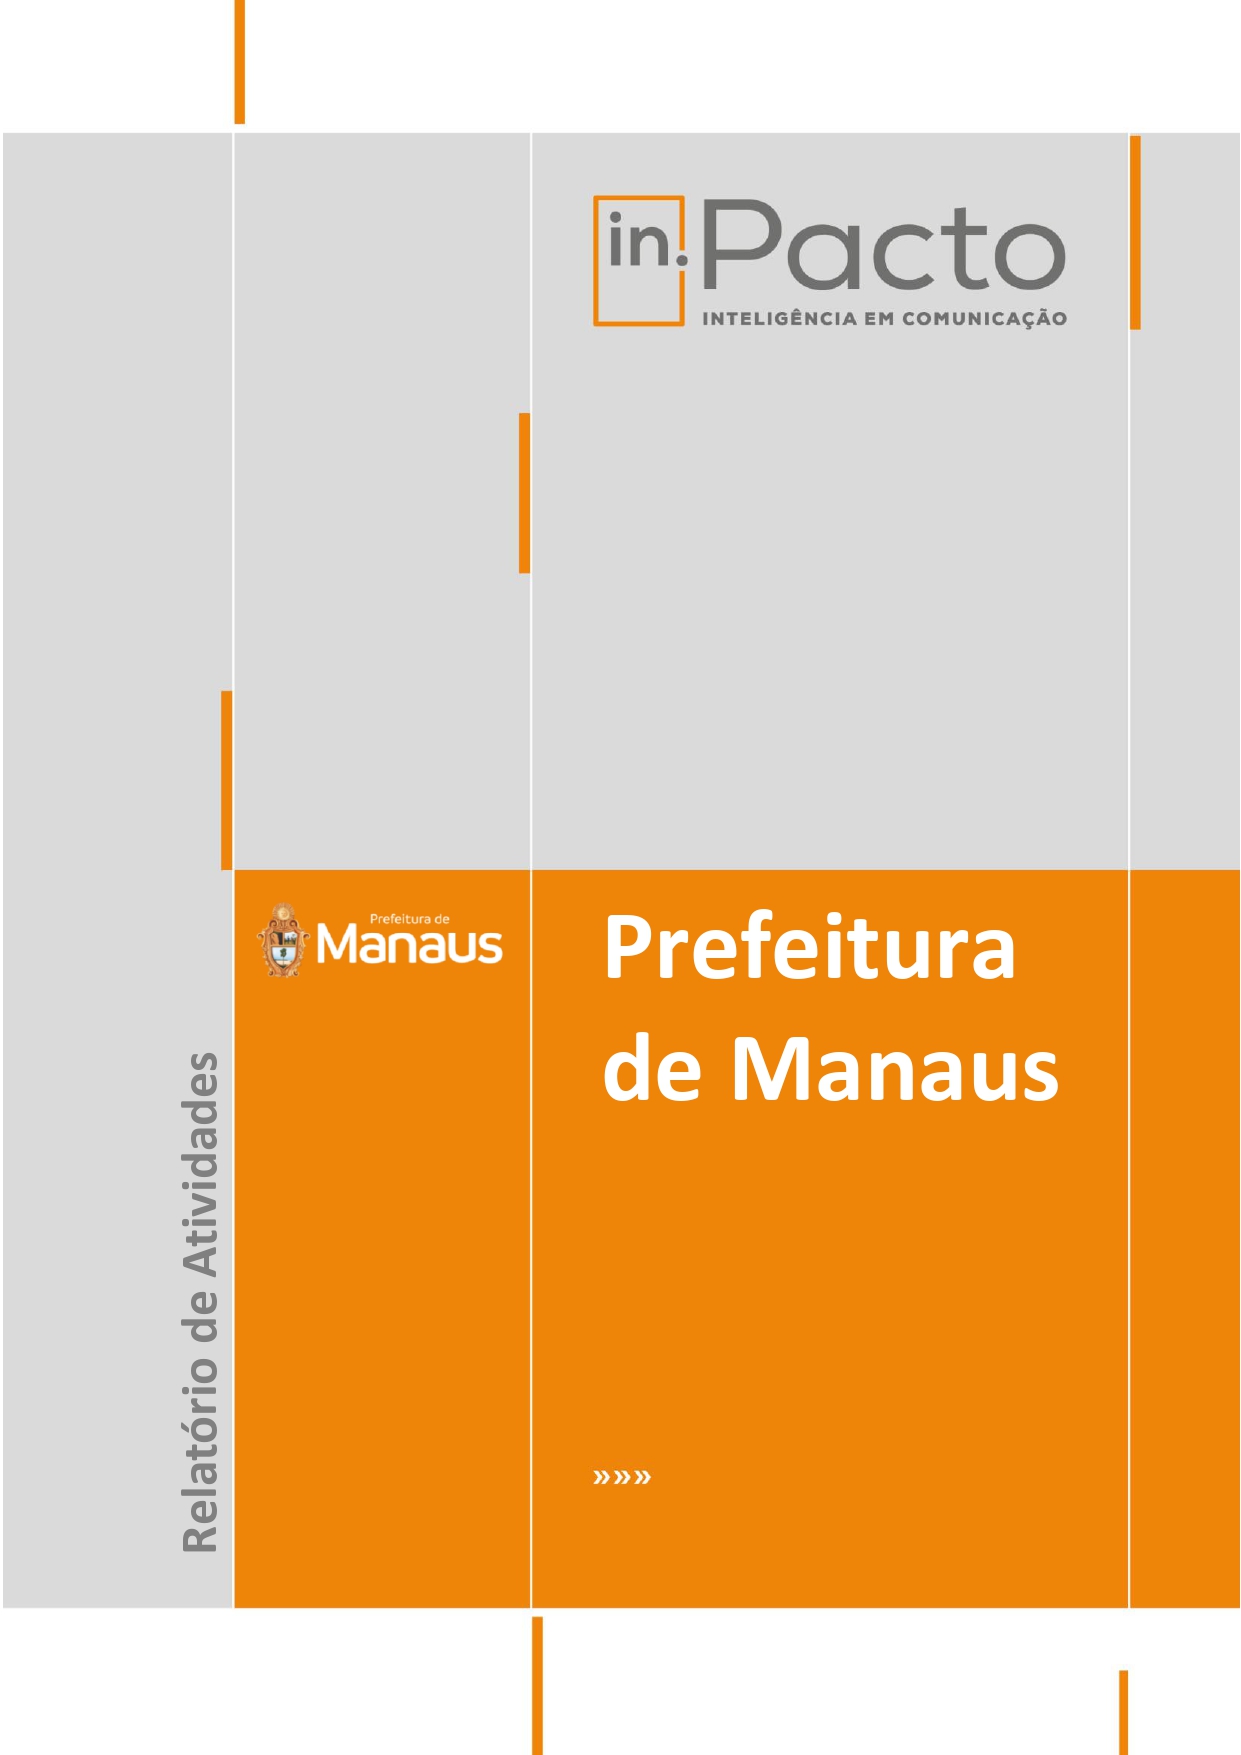 in.Pacto
INTELIGÊNCIA EM COMUNICAÇÃO
Prefeitura de
Manaus
Prefeitura
de Manaus
Relatório de Atividades
»»»